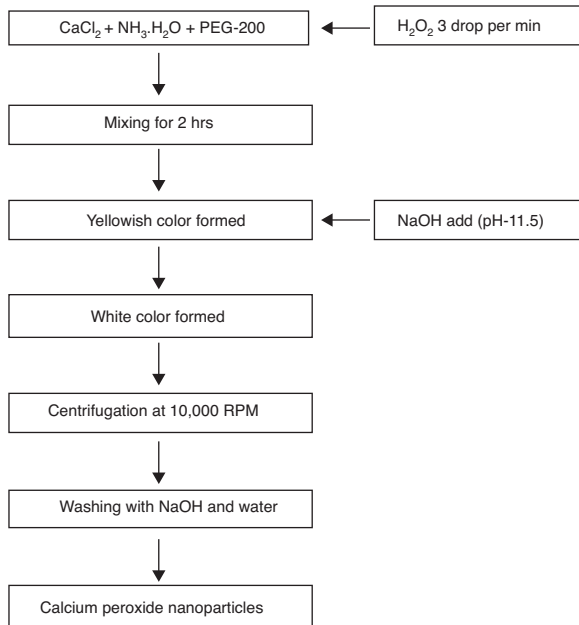 CaCl₂ + NH₃.H₂O + PEG-200
H₂O₂ 3 drop per min
Mixing for 2 hrs
Yellowish color formed
NaOH add (pH-11.5)
White color formed
Centrifugation at 10,000 RPM
Washing with NaOH and water
Calcium peroxide nanoparticles